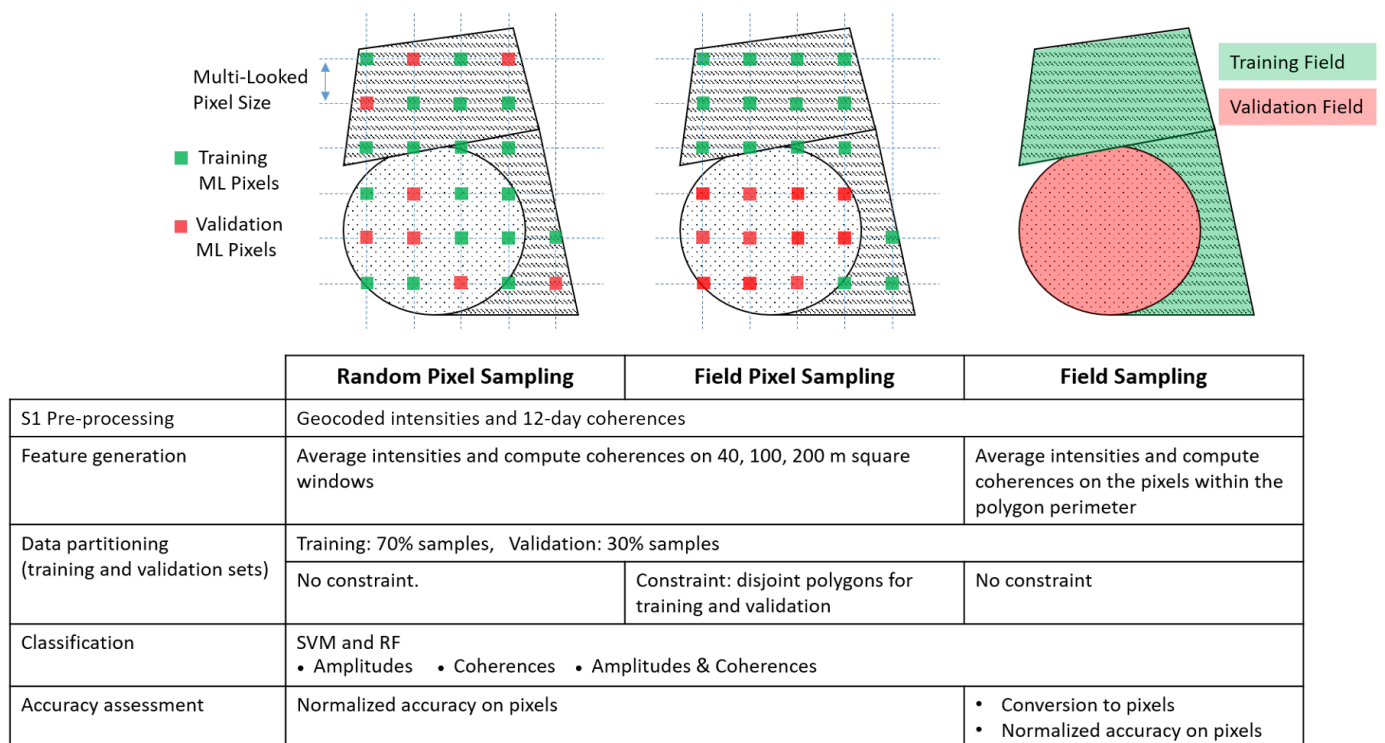 Multi-Looked
Pixel Size
Training
ML Pixels
Validation
ML Pixels
Training Field
Validation Field
Random Pixel Sampling
Field Pixel Sampling
Field Sampling
S1 Pre-processing
Geocoded intensities and 12-day coherences
Feature generation
Average intensities and compute coherences on 40, 100, 200 m square
windows
Average intensities and compute
coherences on the pixels within the
polygon perimeter
Data partitioning
(training and validation sets)
Training: 70% samples, Validation: 30% samples
No constraint.
Constraint: disjoint polygons for
training and validation
No constraint
Classification
SVM and RF
• Amplitudes • Coherences • Amplitudes & Coherences
Accuracy assessment
Normalized accuracy on pixels
• Conversion to pixels
• Normalized accuracy on pixels